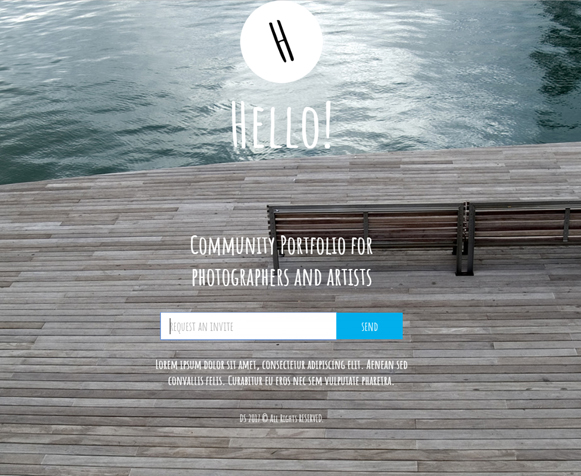 H
Hello!
Community Portfolio for
photographers and artists
Request an invite
SEND
Lorem ipsum dolor sit amet, consectetur adipiscing elit. Aenean sed
convallis felis. Curabitur eu eros nec sem vulputate pharetra.
DS-2017 © All Rights Reserved.